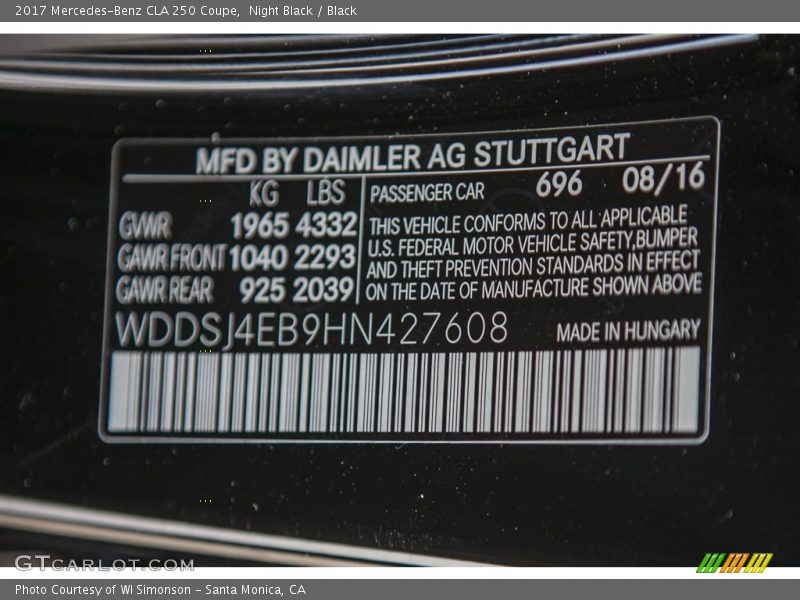 2017 Mercedes-Benz CLA 250 Coupe, Night Black / Black
MFD BY DAIMLER AG STUTTGART
KG LBS
GWR 1965 4332
GAWR FRONT 1040 2293
GAWR REAR 925 2039
PASSENGER CAR 696 08/16
THIS VEHICLE CONFORMS TO ALL APPLICABLE
U.S. FEDERAL MOTOR VEHICLE SAFETY,BUMPER
AND THEFT PREVENTION STANDARDS IN EFFECT
ON THE DATE OF MANUFACTURE SHOWN ABOVE
WDDSJ4EB9HN427608 MADE IN HUNGARY
GTCARLOT.COM
Photo Courtesy of WI Simonson - Santa Monica, CA